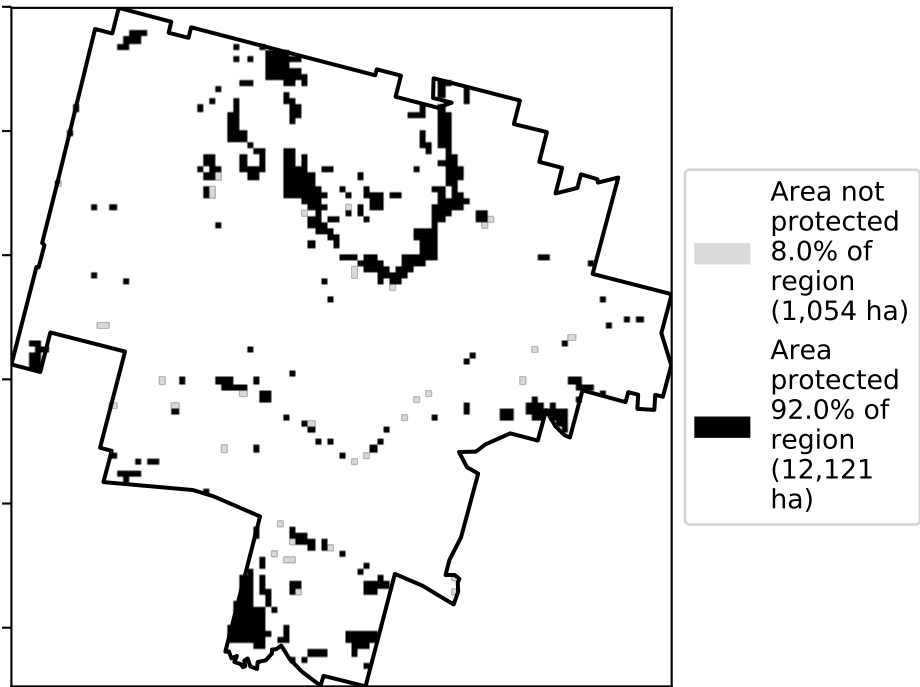 Area not
protected
8.0% of
region
(1,054 ha)
Area
protected
92.0% of
region
(12,121
ha)